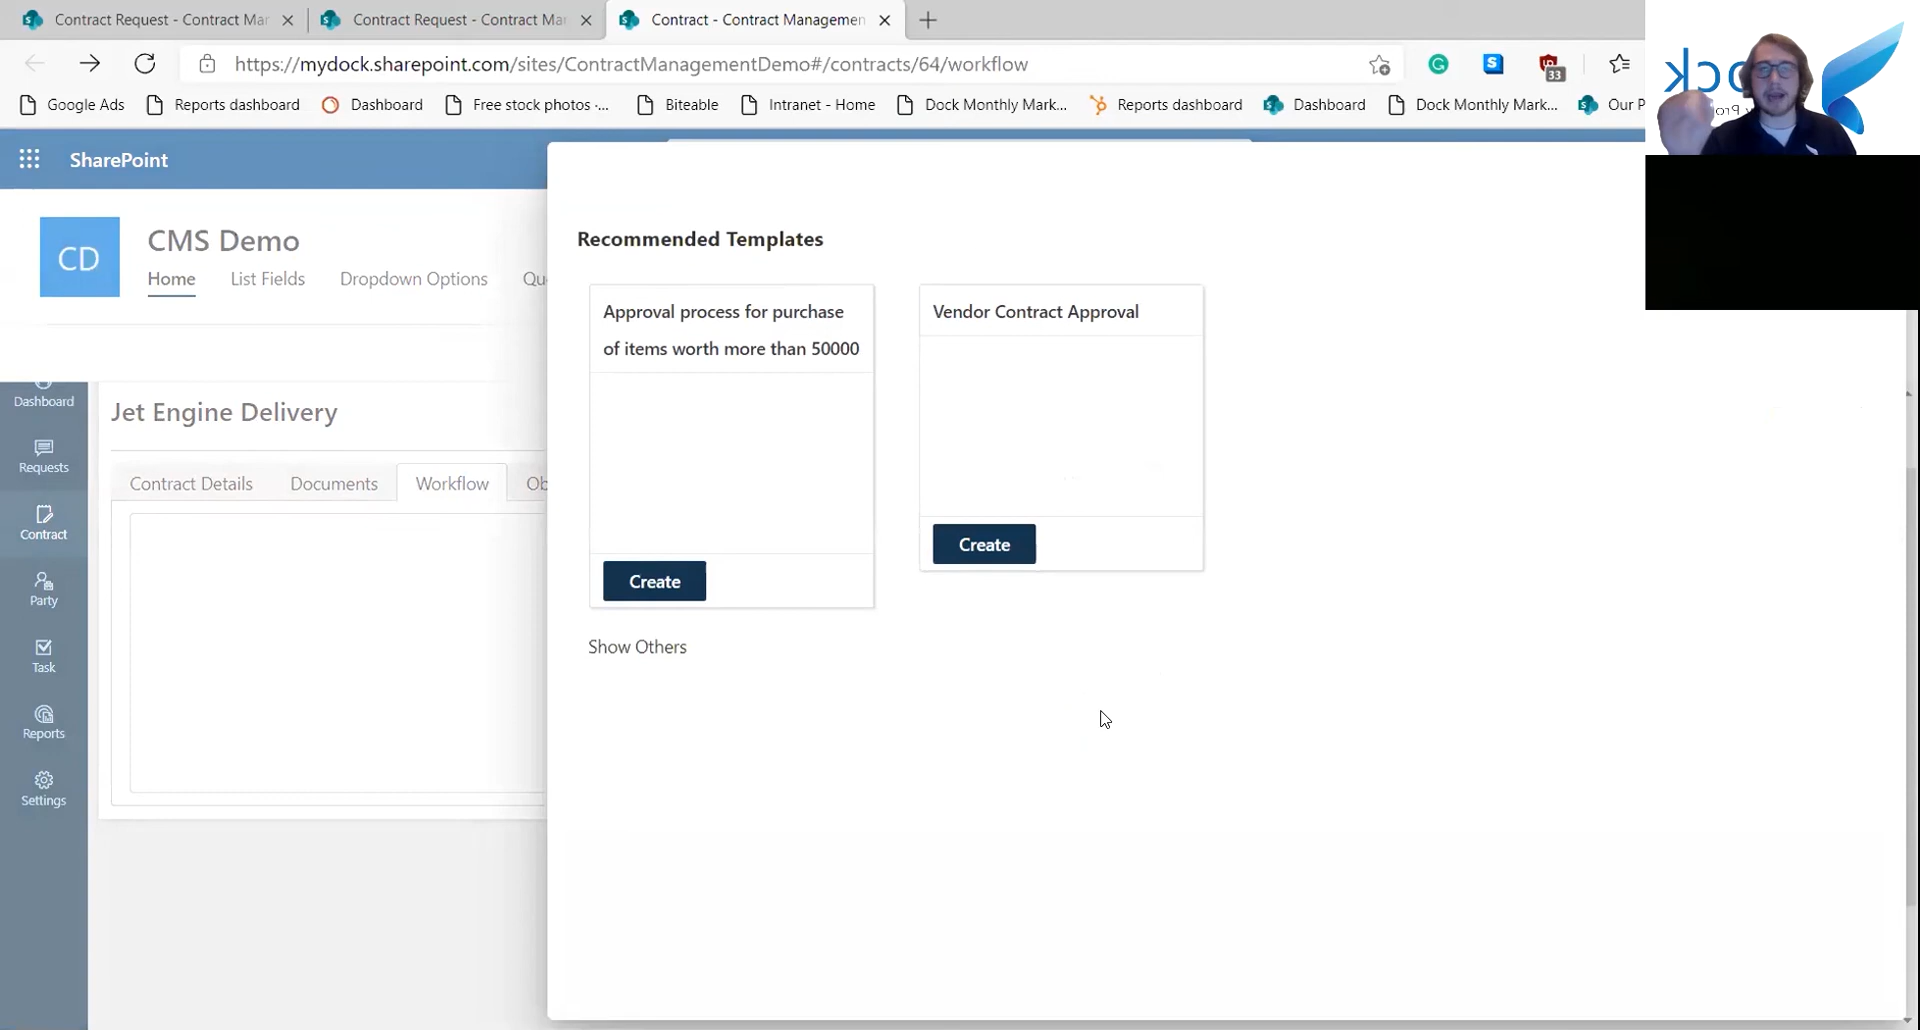 Contract Request - Contract Mar
Contract Request - Contract Mar
Contract - Contract Managemen
https://mydock.sharepoint.com/sites/ContractManagementDemo#/contracts/64/workflow
33
Google Ads
Reports dashboard
Dashboard
Free stock photos -...
Biteable
Intranet - Home
Dock Monthly Mark...
Reports dashboard
Dashboard
Dock Monthly Mark...
Our P
SharePoint
CD
CMS Demo
Home
List Fields
Dropdown Options
Qu
Dashboard
Requests
Contract
Party
Task
Reports
Settings
Jet Engine Delivery
Contract Details
Documents
Workflow
Ob
Recommended Templates
Approval process for purchase
of items worth more than 50000
Create
Vendor Contract Approval
Create
Show Others